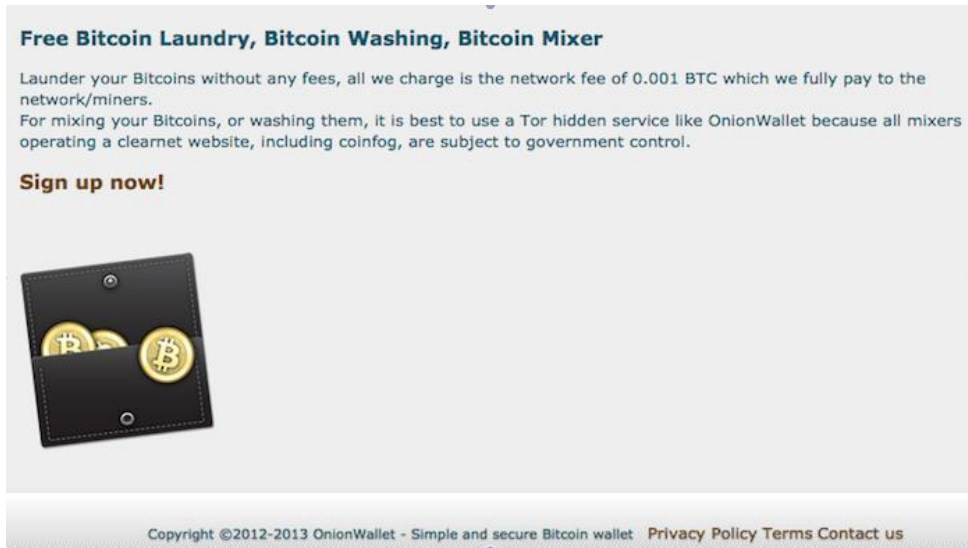 Free Bitcoin Laundry, Bitcoin Washing, Bitcoin Mixer
Launder your Bitcoins without any fees, all we charge is the network fee of 0.001 BTC which we fully pay to the
network/miners.
For mixing your Bitcoins, or washing them, it is best to use a Tor hidden service like OnionWallet because all mixers
operating a clearnet website, including coinfog, are subject to government control.
Sign up now!
Copyright ©2012-2013 OnionWallet - Simple and secure Bitcoin wallet Privacy Policy Terms Contact us